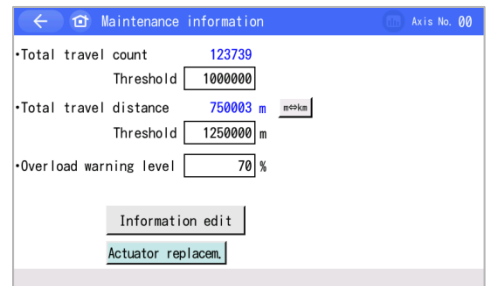 Maintenance information Axis No. 00
・Total travel count 123739
Threshold 1000000
・Total travel distance 750003 m m⇔km
Threshold 1250000 m
・Overload warning level 70 %
Information edit
Actuator replacem.